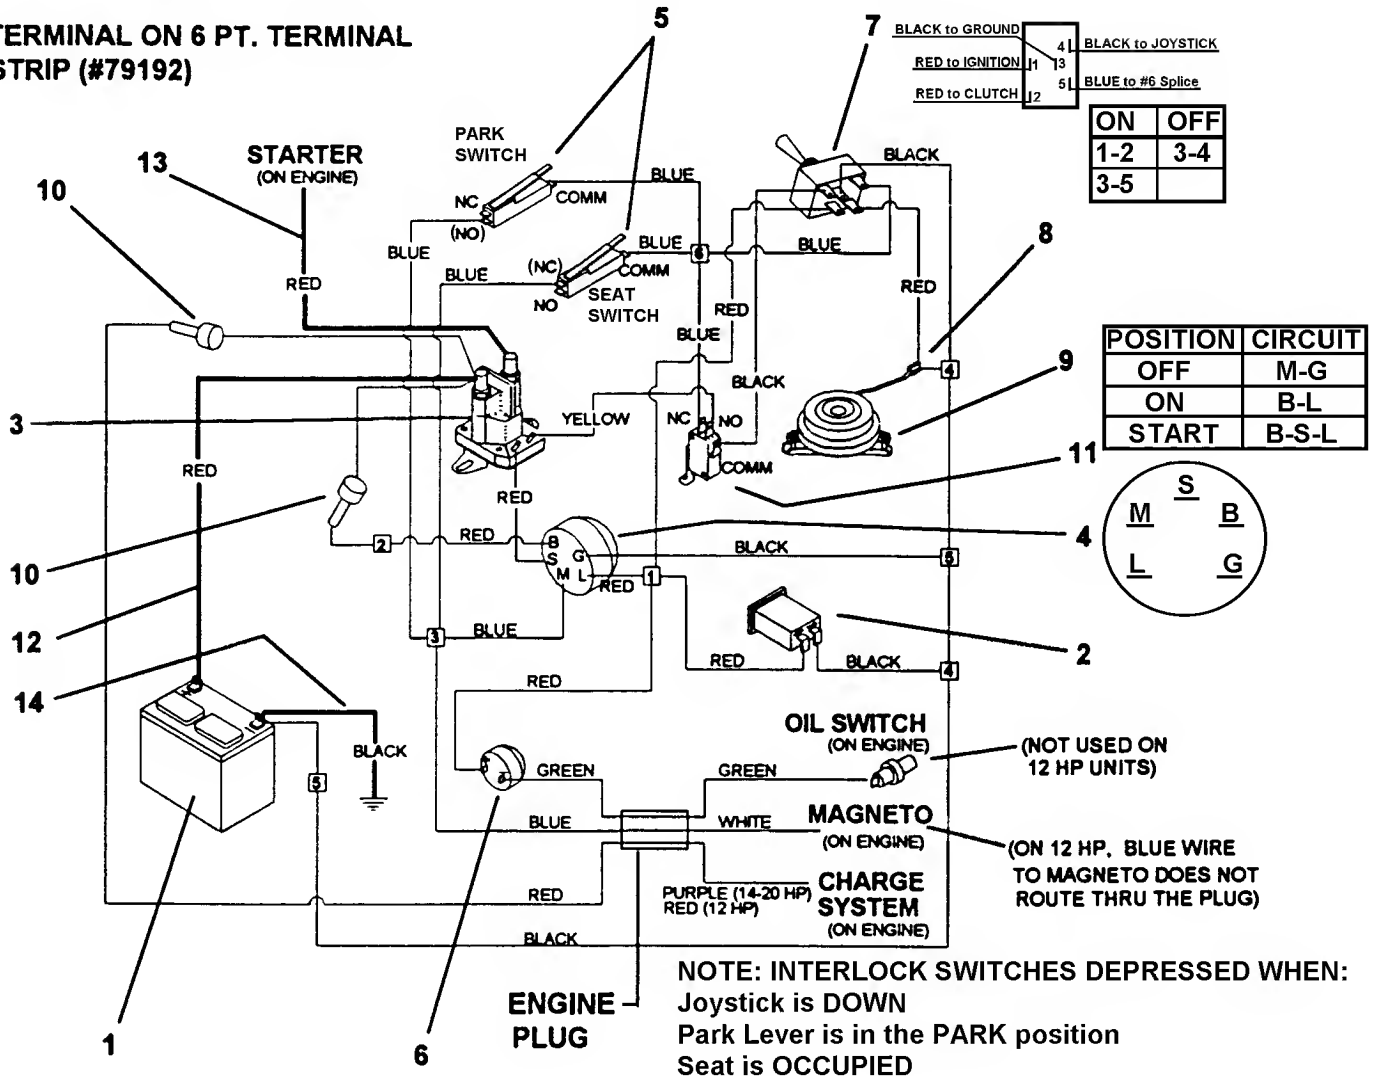 TERMINAL ON 6 PT. TERMINAL
STRIP (#79192)
5
7
BLACK to GROUND
RED to IGNITION
RED to CLUTCH
1
2
3
4
5
BLACK to JOYSTICK
BLUE to #6 Splice
ON OFF
1-2 3-4
3-5
STARTER
(ON ENGINE)
13
10
PARK
SWITCH
NC
(NO)
COMM
BLUE
BLACK
BLUE
BLUE
(NC)
NO
COMM
SEAT
SWITCH
BLUE
6
BLUE
8
RED
RED
RED
BLUE
BLACK
4
9
POSITION CIRCUIT
OFF M-G
ON B-L
START B-S-L
3
YELLOW
NC
NO
COMM
11
RED
RED
S
M
B
L
G
10
2
RED
B
S
G
M
L
RED
1
BLACK
5
4
12
3
BLUE
RED
BLACK
4
2
14
RED
BLACK
5
OIL SWITCH
(ON ENGINE)
(NOT USED ON
12 HP UNITS)
GREEN
GREEN
MAGNETO
(ON ENGINE)
BLUE
WHITE
(ON 12 HP, BLUE WIRE
TO MAGNETO DOES NOT
ROUTE THRU THE PLUG)
RED
PURPLE (14-20 HP)
RED (12 HP)
CHARGE
SYSTEM
(ON ENGINE)
BLACK
1
6
ENGINE
PLUG
NOTE: INTERLOCK SWITCHES DEPRESSED WHEN:
Joystick is DOWN
Park Lever is in the PARK position
Seat is OCCUPIED